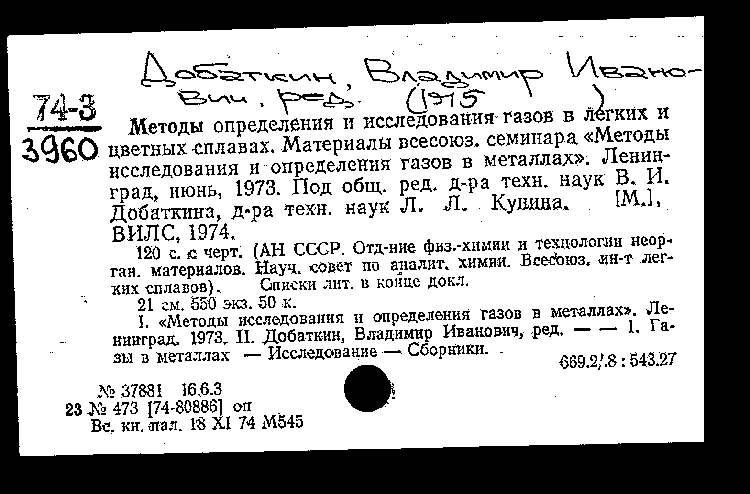 Добаткин, Владимир Ивано-
вич, ред. (1915 )
74-3
3960
Методы определения и исследования газов в легких и
цветных сплавах. Материалы всесоюз. семинара «Методы
исследования и определения газов в металлах». Ленин-
град, июнь, 1973. Под общ. ред. д-ра техн. наук В. И.
Добаткина, д-ра техн. наук Л. Л. Кунина. [М.],
ВИЛС, 1974.
120 с. с черт. (АН СССР. Отд-ние физ.-химии и технологии неор-
ган. материалов. Науч. совет по аналит. химии. Всесоюз. ин-т лег-
ких сплавов). Списки лит. в конце докл.
21 см. 550 экз. 50 к.
I. «Методы исследования и определения газов в металлах». Ле-
нинград. 1973. II. Добаткин, Владимир Иванович, ред. — — 1. Га-
зы в металлах — Исследование — Сборники.
669.2/.8 : 543.27
№ 37881 16.6.3
23 № 473 [74-80886] оп
Вс. кн. пал. 18 XI 74 М545